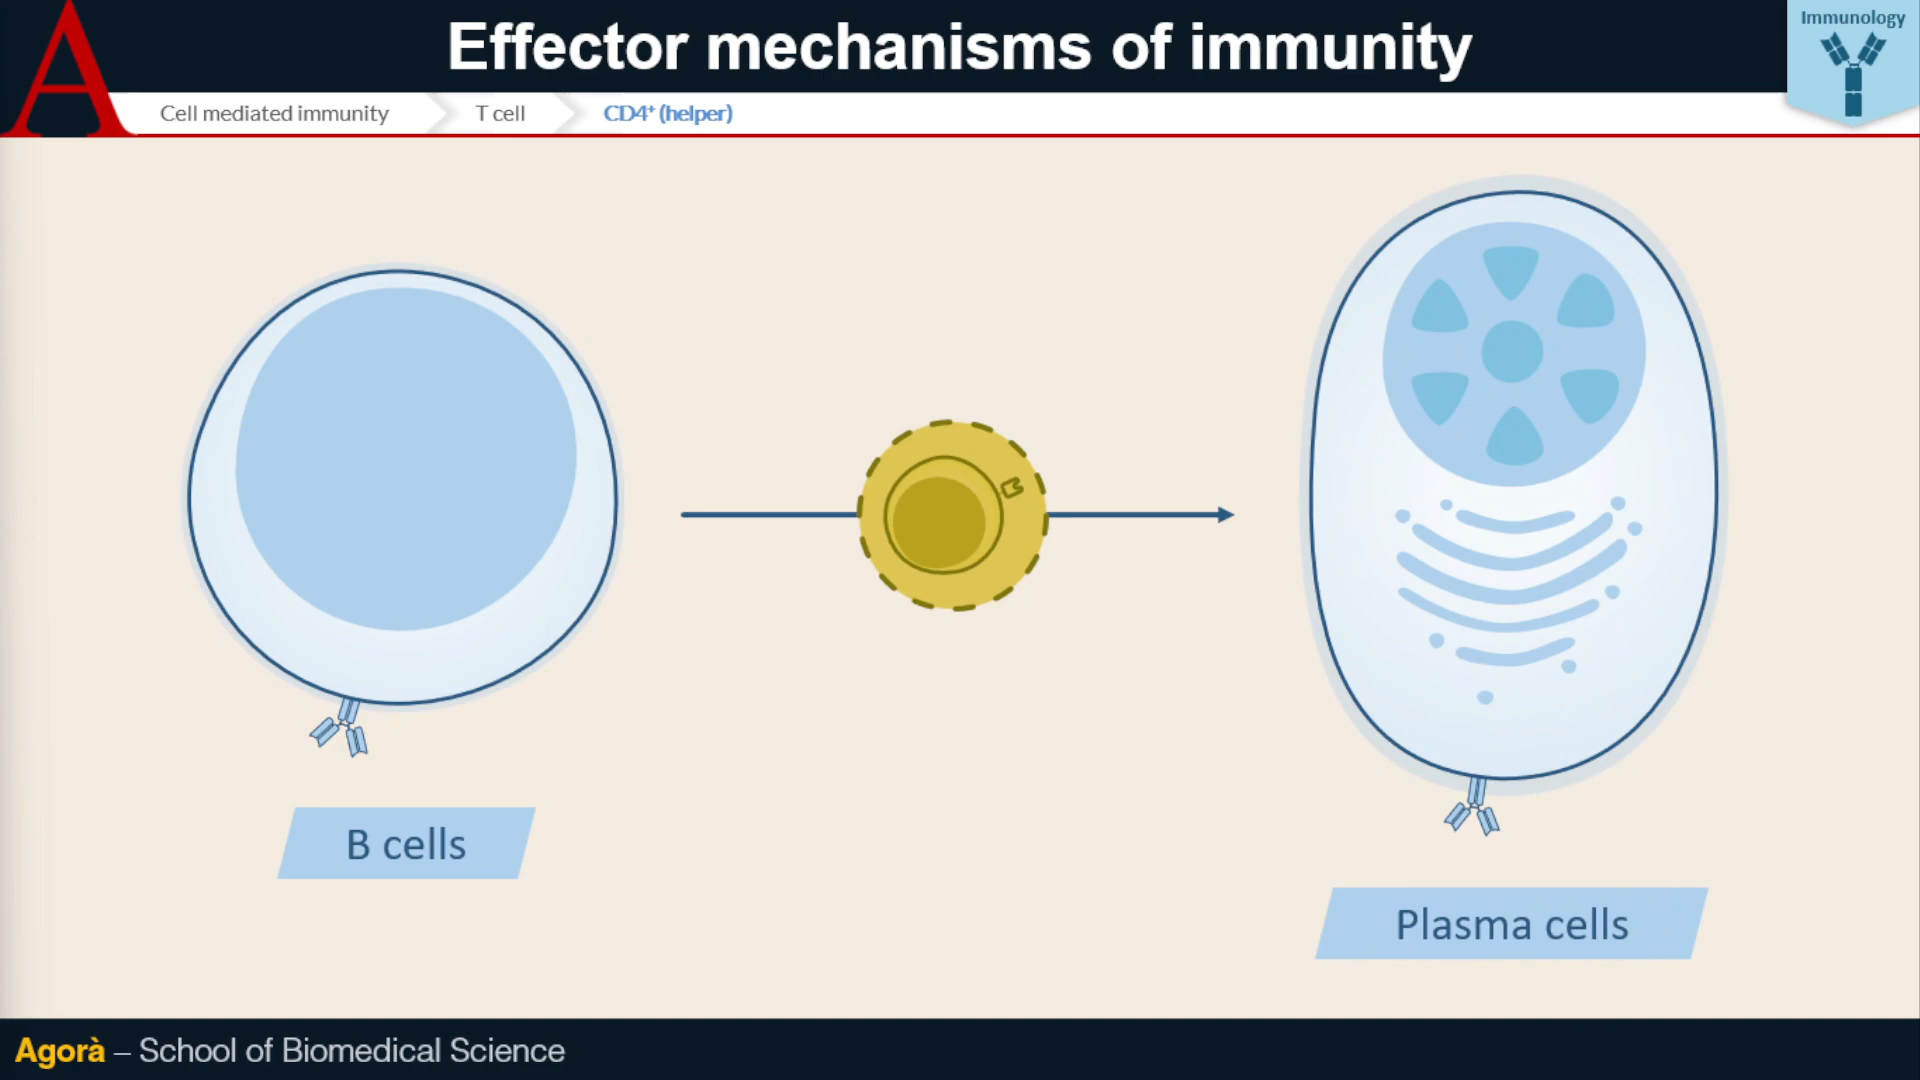 Effector mechanisms of immunity
Immunology
A
Cell mediated immunity
T cell
CD4⁺ (helper)
B cells
Plasma cells
Agorà – School of Biomedical Science